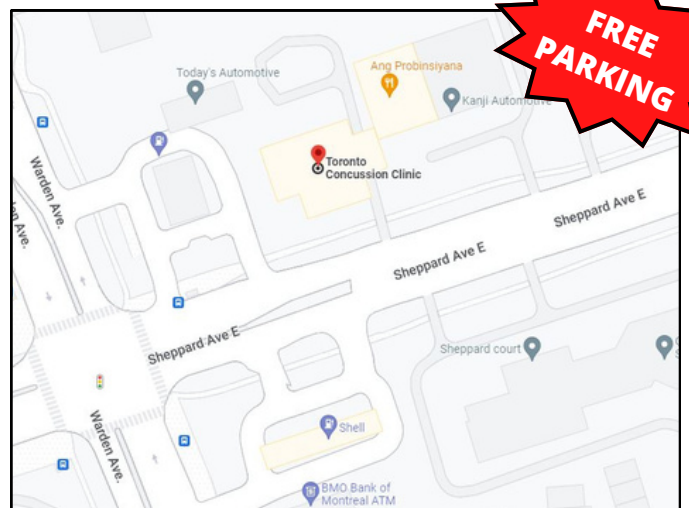 FREE
PARKING
Today's Automotive
Ang Probinsiyana
Kanji Automotive
Toronto
Concussion Clinic
Warden Ave.
Ave.
Sheppard Ave E
Sheppard Ave E
Sheppard Ave E
Sheppard court
Warden Ave.
Shell
BMO Bank of
Montreal ATM